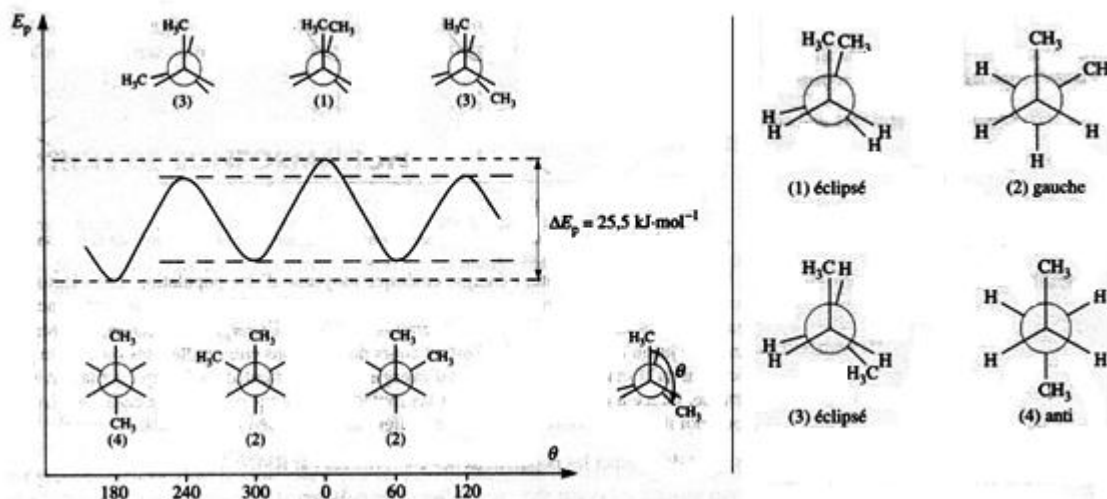 Eₚ
H₃C
H₃C
(3)
H₃CCH₃
(1)
H₃C
CH₃
(3)
ΔEₚ = 25,5 kJ·mol⁻¹
CH₃
CH₃
(4)
CH₃
H₃C
(2)
CH₃
CH₃
(2)
H₃C
θ
CH₃
θ
180 240 300 0 60 120
H₃C CH₃
H
H
H
H
(1) éclipsé
CH₃
H
CH
H
H
H
(2) gauche
H₃C H
H
H
H
H₃C
(3) éclipsé
CH₃
H
H
H
H
CH₃
(4) anti